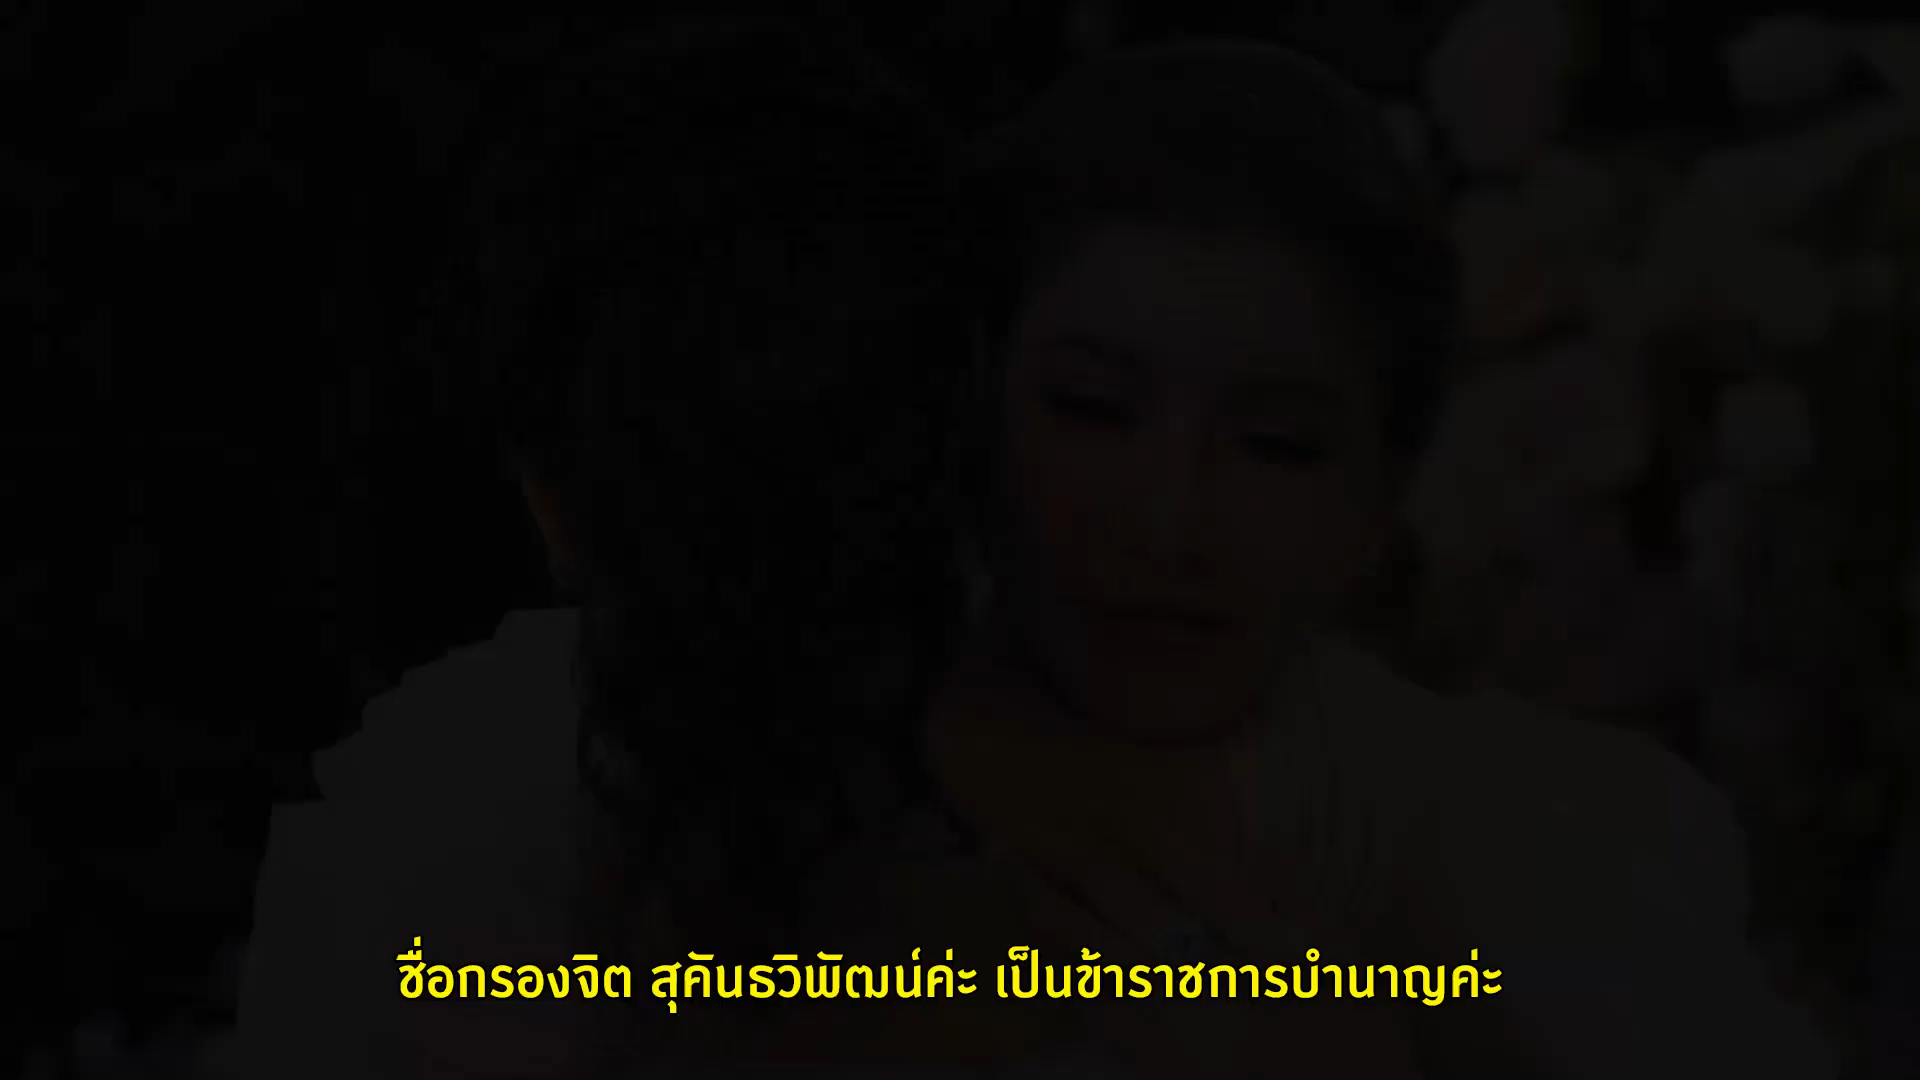 ชื่อกรองจิต สุคันธวิพัฒน์ค่ะ เป็นข้าราชการบำนาญค่ะ